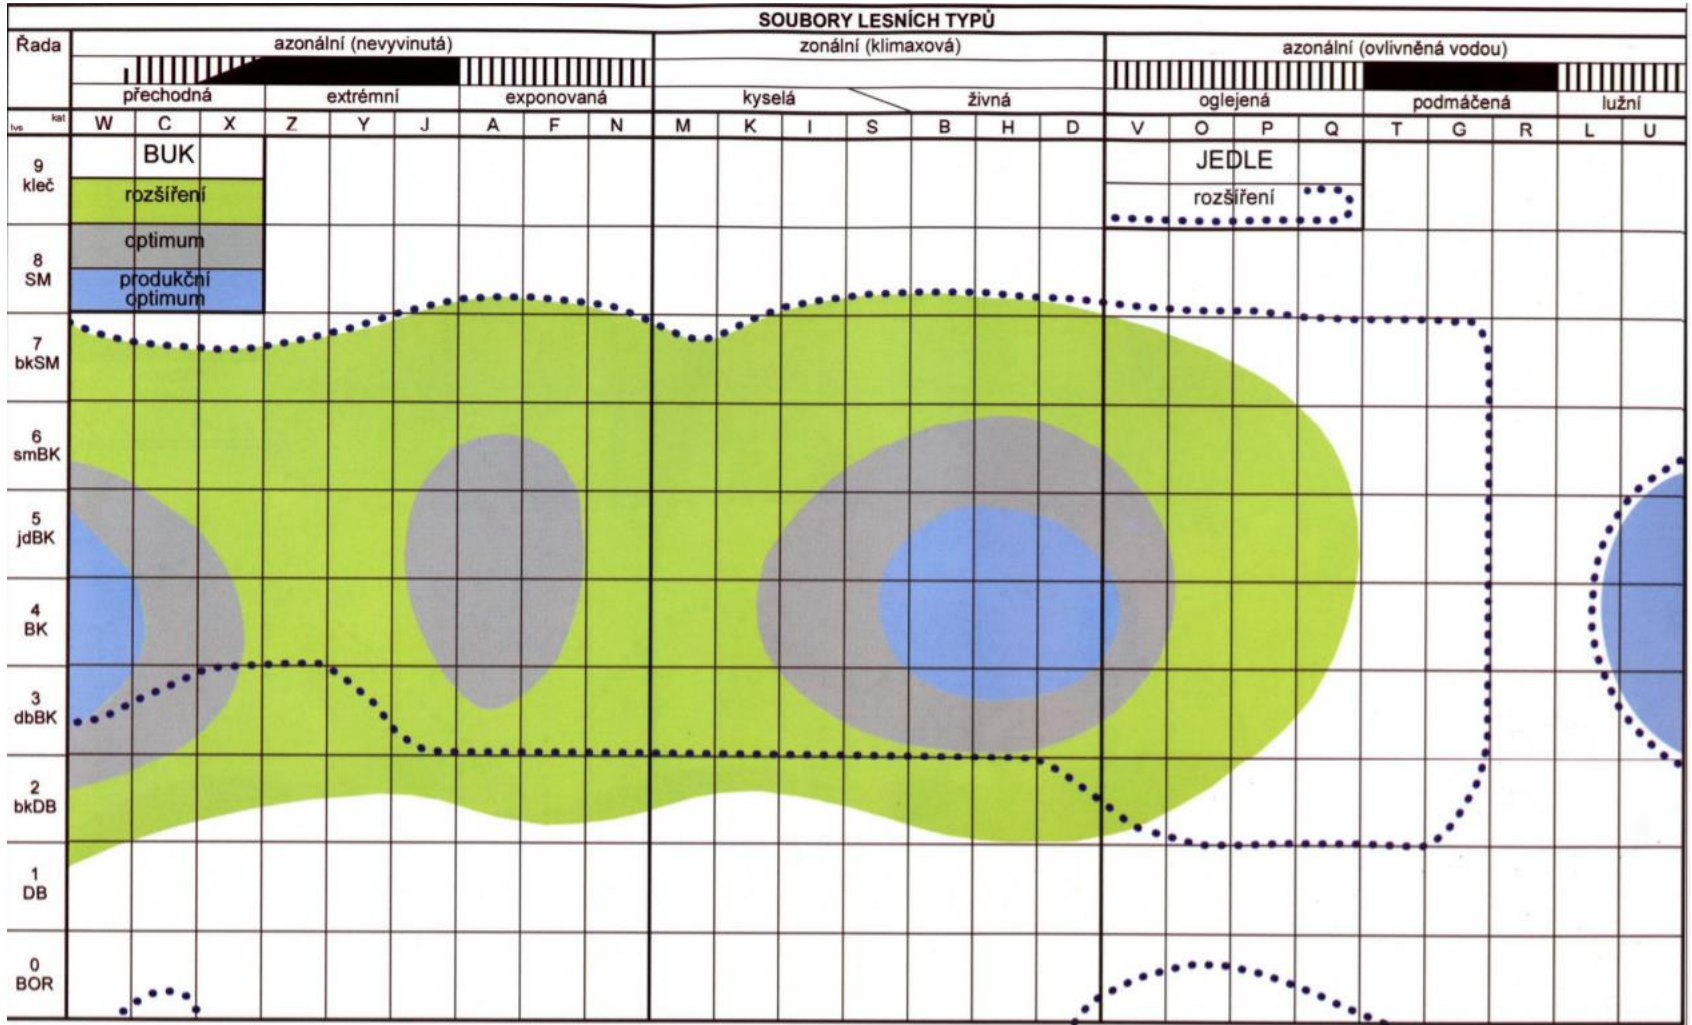 SOUBORY LESNÍCH TYPŮ
Řada
azonální (nevyvinutá)
zonální (klimaxová)
azonální (ovlivněná vodou)
přechodná
extrémní
exponovaná
kyselá
živná
oglejená
podmáčená
lužní
lvs kat W C X Z Y J A F N M K I S B H D V O P Q T G R L U
9
kleč
BUK
rozšíření
optimum
produkční
optimum
JEDLE
rozšíření
8
SM
7
bkSM
6
smBK
5
jdBK
4
BK
3
dbBK
2
bkDB
1
DB
0
BOR